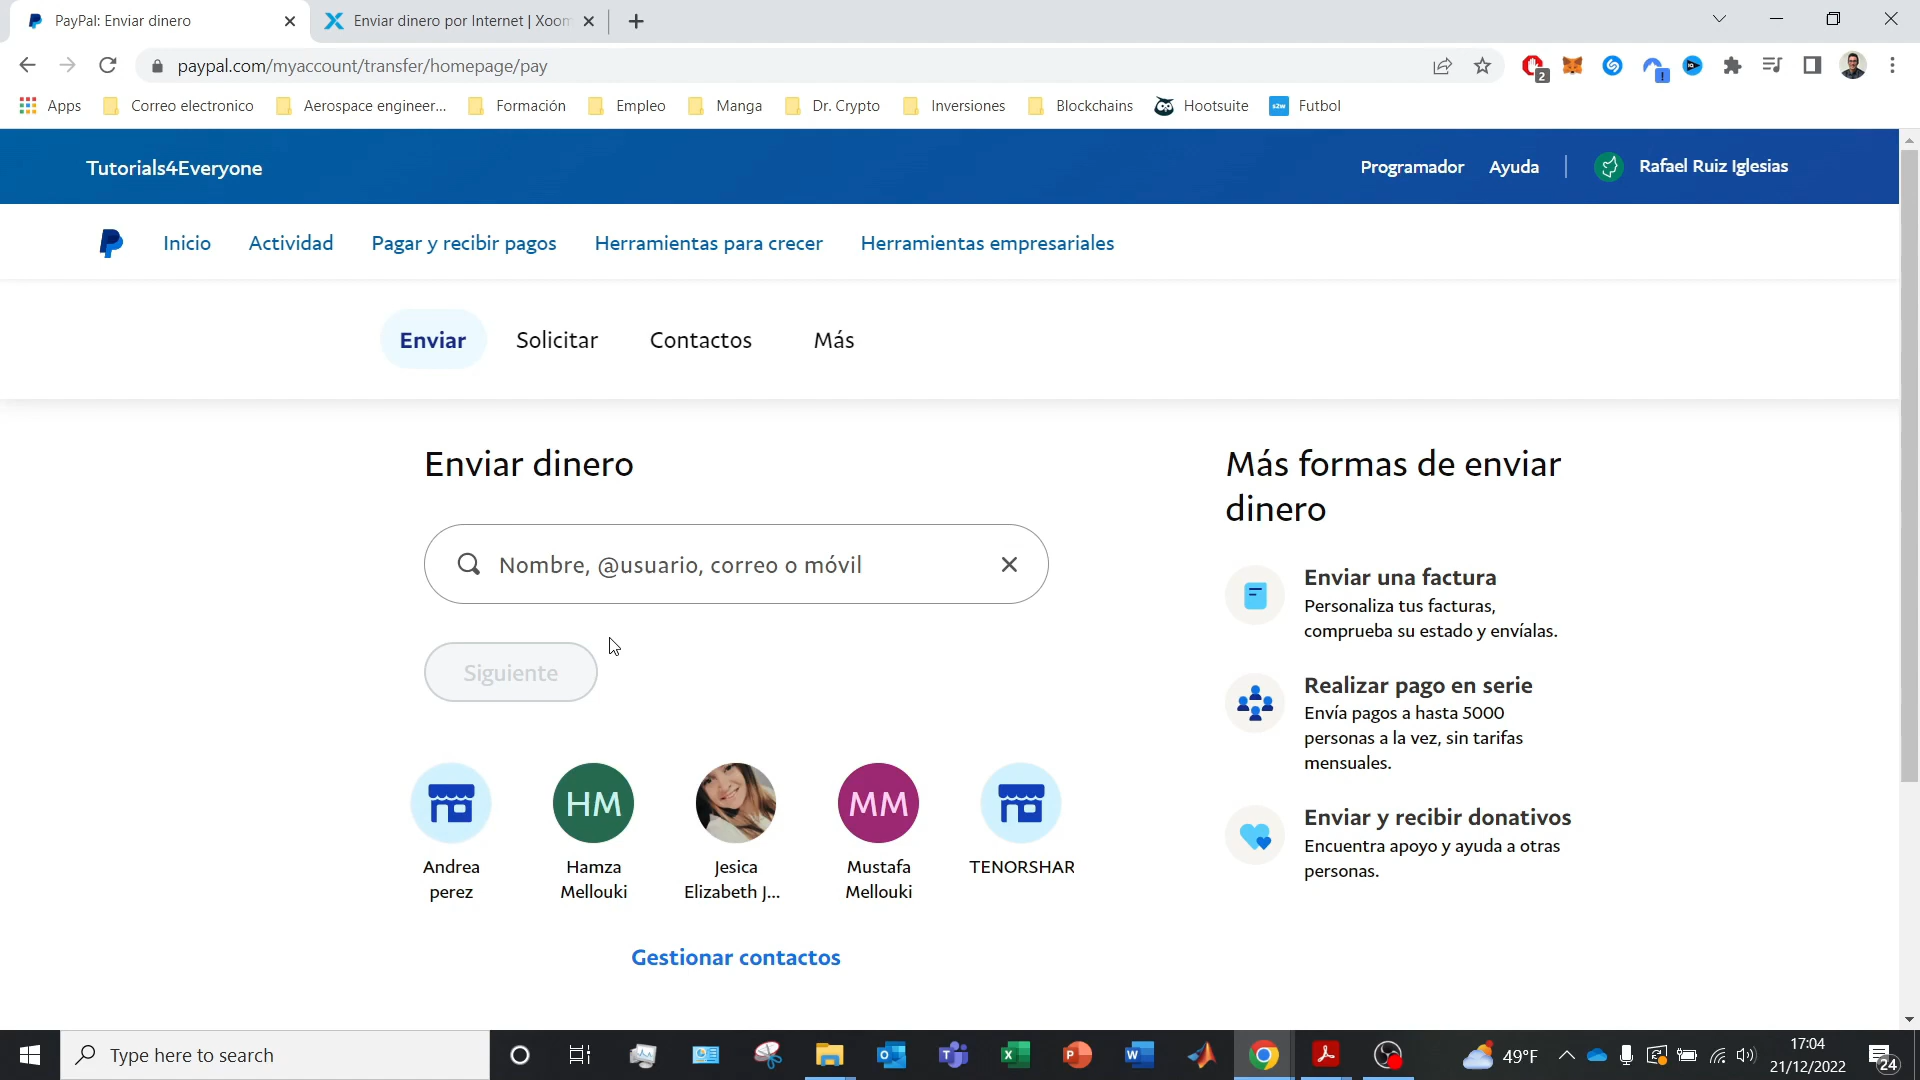 PayPal: Enviar dinero
Enviar dinero por Internet | Xoom
paypal.com/myaccount/transfer/homepage/pay
2
Apps
Correo electronico
Aerospace engineer...
Formación
Empleo
Manga
Dr. Crypto
Inversiones
Blockchains
Hootsuite
Futbol
Tutorials4Everyone
Programador
Ayuda
Rafael Ruiz Iglesias
Inicio
Actividad
Pagar y recibir pagos
Herramientas para crecer
Herramientas empresariales
Enviar
Solicitar
Contactos
Más
Enviar dinero
Nombre, @usuario, correo o móvil
Siguiente
Andrea
perez
HM
Hamza
Mellouki
Jesica
Elizabeth J...
MM
Mustafa
Mellouki
TENORSHAR
Gestionar contactos
Más formas de enviar
dinero
Enviar una factura
Personaliza tus facturas,
comprueba su estado y envíalas.
Realizar pago en serie
Envía pagos a hasta 5000
personas a la vez, sin tarifas
mensuales.
Enviar y recibir donativos
Encuentra apoyo y ayuda a otras
personas.
Type here to search
49°F
17:04
21/12/2022
24